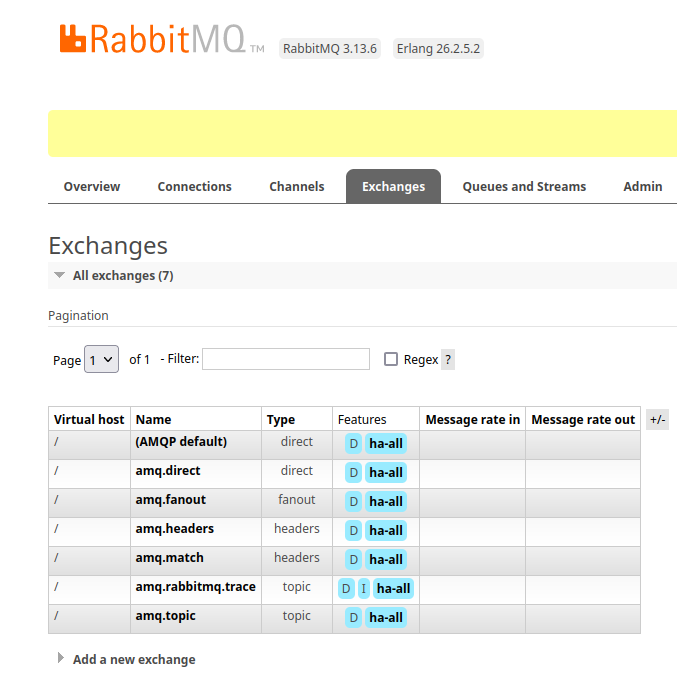 RabbitMQ TM RabbitMQ 3.13.6 Erlang 26.2.5.2
Overview Connections Channels Exchanges Queues and Streams Admin
Exchanges
All exchanges (7)
Pagination
Page 1 of 1 - Filter: Regex ?
Virtual host Name Type Features Message rate in Message rate out +/-
/ (AMQP default) direct D ha-all
/ amq.direct direct D ha-all
/ amq.fanout fanout D ha-all
/ amq.headers headers D ha-all
/ amq.match headers D ha-all
/ amq.rabbitmq.trace topic D I ha-all
/ amq.topic topic D ha-all
Add a new exchange